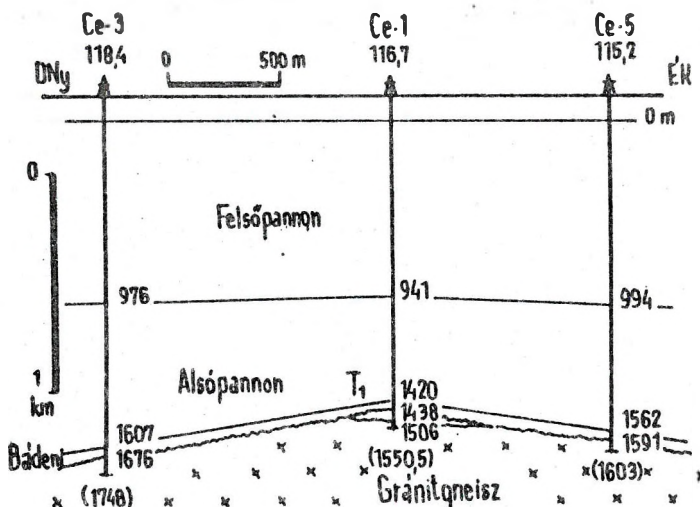 Ce-3 Ce-1 Ce-5
118,4 0 500 m 116,7 115,2
DNy ÉK
0 m
0
Felsőpannon
976 941 994
Alsópannon T₁
1 km
1420
1438
1506
1607
1676
1562
1591
Bádeni
(1748) (1550,5) (1603)
Gránitgneisz